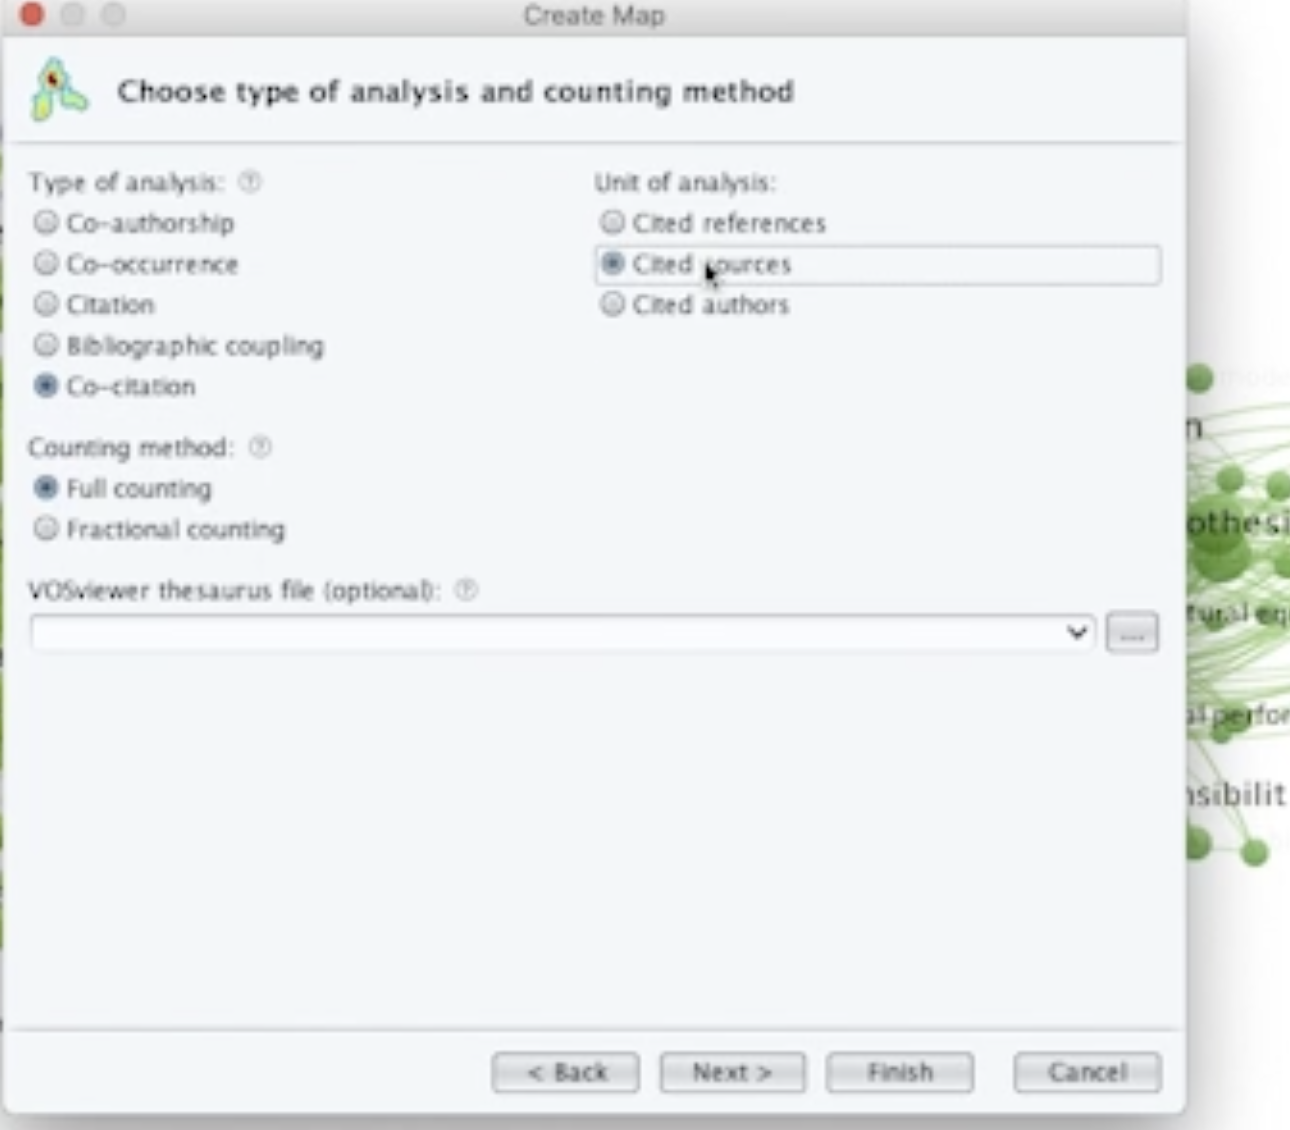 Create Map
Choose type of analysis and counting method
Type of analysis:
Co-authorship
Co-occurrence
Citation
Bibliographic coupling
Co-citation
Unit of analysis:
Cited references
Cited sources
Cited authors
Counting method:
Full counting
Fractional counting
VOSviewer thesaurus file (optional):
...
< Back Next > Finish Cancel
n
othesi
tural eq
al perfor
nsibilit